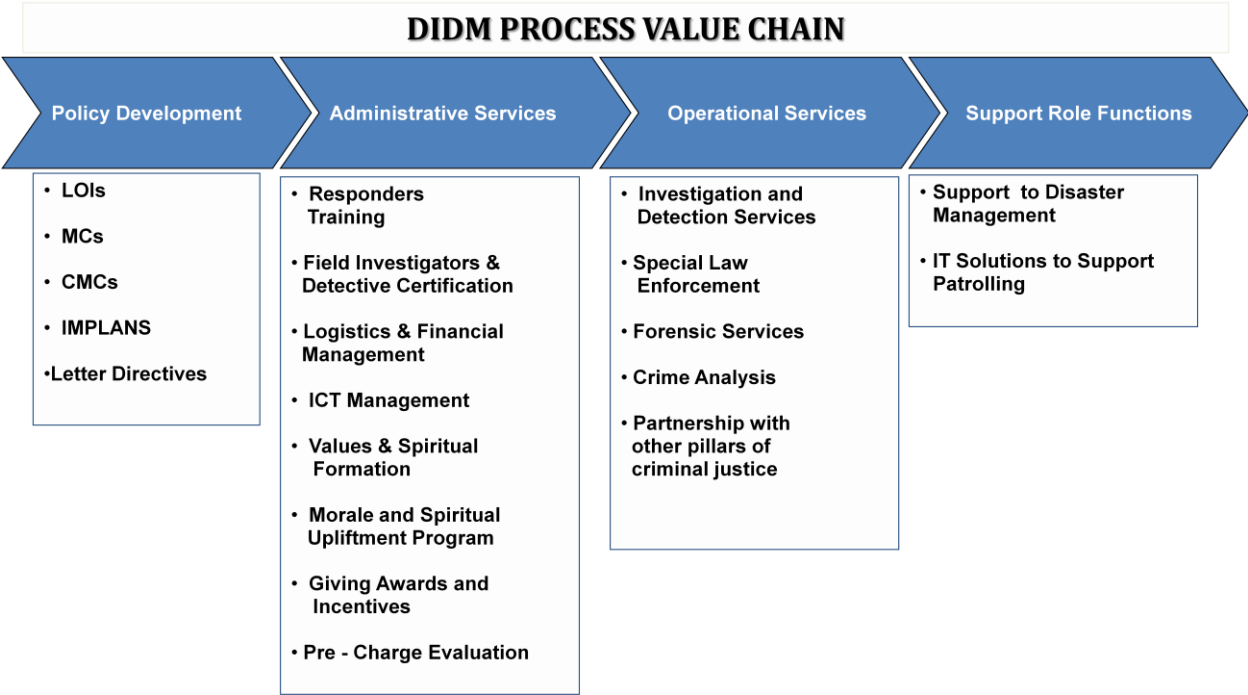 DIDM PROCESS VALUE CHAIN
Policy Development
• LOIs
• MCs
• CMCs
• IMPLANS
•Letter Directives
Administrative Services
• Responders
Training
• Field Investigators &
Detective Certification
• Logistics & Financial
Management
• ICT Management
• Values & Spiritual
Formation
• Morale and Spiritual
Upliftment Program
• Giving Awards and
Incentives
• Pre - Charge Evaluation
Operational Services
• Investigation and
Detection Services
• Special Law
Enforcement
• Forensic Services
• Crime Analysis
• Partnership with
other pillars of
criminal justice
Support Role Functions
• Support to Disaster
Management
• IT Solutions to Support
Patrolling